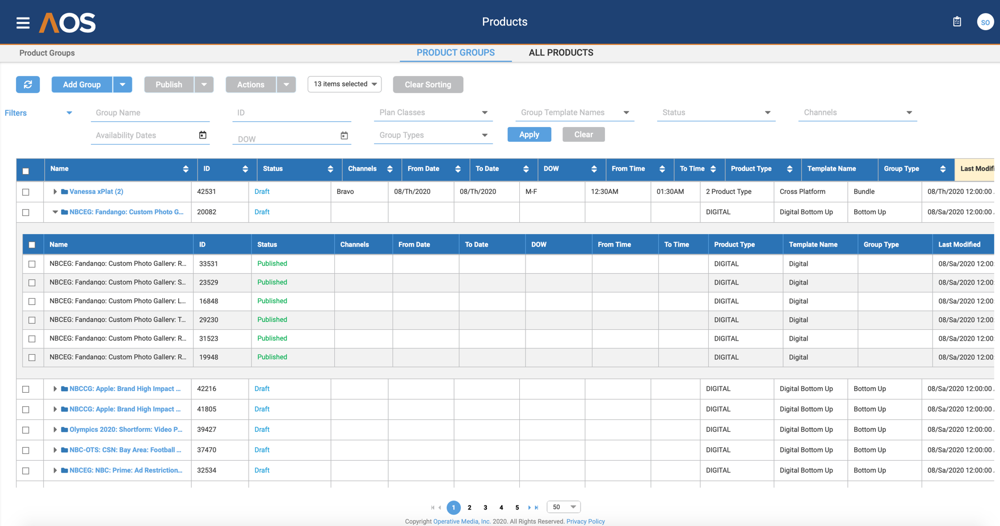 AOS
Products
SO
Product Groups
PRODUCT GROUPS
ALL PRODUCTS
Add Group
Publish
Actions
13 items selected
Clear Sorting
Filters
Group Name
ID
Plan Classes
Group Template Names
Status
Channels
Availability Dates
DOW
Group Types
Apply
Clear
Name ID Status Channels From Date To Date DOW From Time To Time Product Type Template Name Group Type Last Modifi
Vanessa xPlat (2) 42531 Draft Bravo 08/Th/2020 08/Th/2020 M-F 12:30AM 01:30AM 2 Product Type Cross Platform Bundle 08/Th/2020 12:00:00
NBCEG: Fandango: Custom Photo G... 20082 Draft DIGITAL Digital Bottom Up Bottom Up 08/Sa/2020 12:00:00
Name ID Status Channels From Date To Date DOW From Time To Time Product Type Template Name Group Type Last Modified
NBCEG: Fandango: Custom Photo Gallery: R... 33531 Published DIGITAL Digital 08/Sa/2020 12:00:
NBCEG: Fandango: Custom Photo Gallery: S... 23529 Published DIGITAL Digital 08/Sa/2020 12:00:
NBCEG: Fandango: Custom Photo Gallery: L... 16848 Published DIGITAL Digital 08/Sa/2020 12:00:
NBCEG: Fandango: Custom Photo Gallery: T... 29230 Published DIGITAL Digital 08/Sa/2020 12:00:
NBCEG: Fandango: Custom Photo Gallery: R... 31523 Published DIGITAL Digital 08/Sa/2020 12:00:
NBCEG: Fandango: Custom Photo Gallery: R... 19948 Published DIGITAL Digital 08/Sa/2020 12:00:
NBCCG: Apple: Brand High Impact ... 42216 Draft DIGITAL Digital Bottom Up Bottom Up 08/Sa/2020 12:00:00
NBCCG: Apple: Brand High Impact ... 41805 Draft DIGITAL Digital Bottom Up Bottom Up 08/Sa/2020 12:00:00
Olympics 2020: Shortform: Video P... 39427 Draft DIGITAL Digital Bottom Up Bottom Up 08/Sa/2020 12:00:00
NBC-OTS: CSN: Bay Area: Football ... 37470 Draft DIGITAL Digital Bottom Up Bottom Up 08/Sa/2020 12:00:00
NBCEG: NBC: Prime: Ad Restriction... 32534 Draft DIGITAL Digital Bottom Up Bottom Up 08/Sa/2020 12:00:00
1 2 3 4 5 50
Copyright Operative Media, Inc. 2020. All Rights Reserved. Privacy Policy